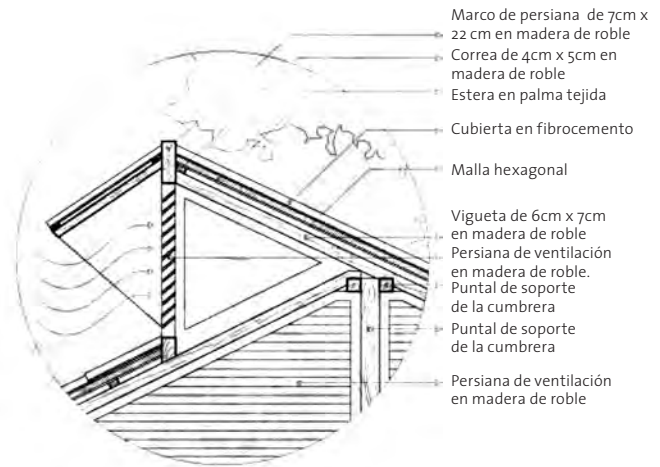 Marco de persiana de 7cm x
22 cm en madera de roble
Correa de 4cm x 5cm en
madera de roble
Estera en palma tejida
Cubierta en fibrocemento
Malla hexagonal
Vigueta de 6cm x 7cm
en madera de roble
Persiana de ventilación
en madera de roble.
Puntal de soporte
de la cumbrera
Puntal de soporte
de la cumbrera
Persiana de ventilación
en madera de roble